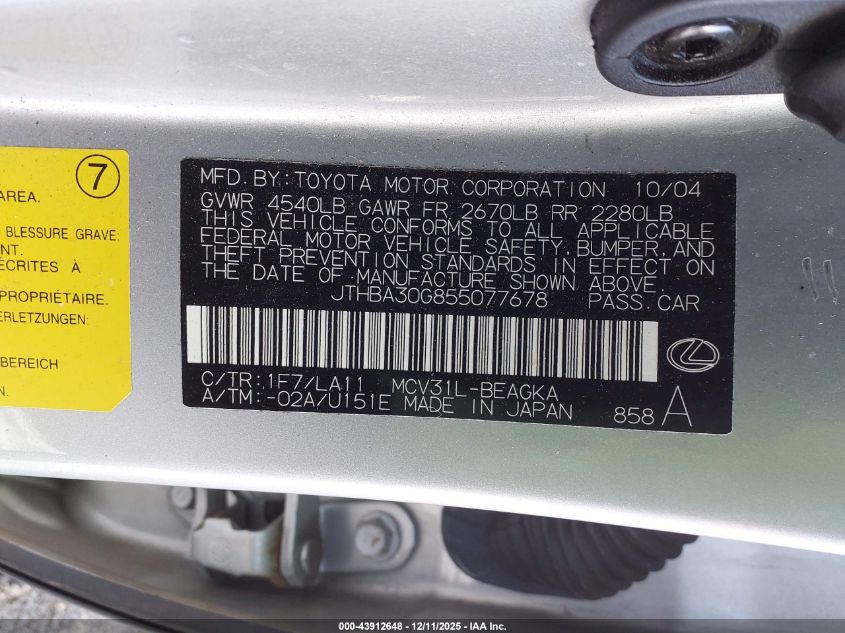 7
AREA.
BLESSURE GRAVE:
NT.
ÉCRITES À
PROPRIÉTAIRE.
ERLETZUNGEN:
BEREICH
MFD.BY:TOYOTA MOTOR CORPORATION 10/04
GVWR 4540LB GAWR FR 2670LB RR 2280LB
THIS VEHICLE CONFORMS TO ALL APPLICABLE
FEDERAL MOTOR VEHICLE SAFETY,BUMPER,AND
THEFT PREVENTION STANDARDS IN EFFECT ON
THE DATE OF MANUFACTURE SHOWN ABOVE.
JTHBA30G855077678 PASS.CAR
C/TR:1F7/LA11 MCV31L-BEAGKA
A/TM:-02A/U151E MADE IN JAPAN 858 A
000-43912648 - 12/11/2025 - IAA Inc.